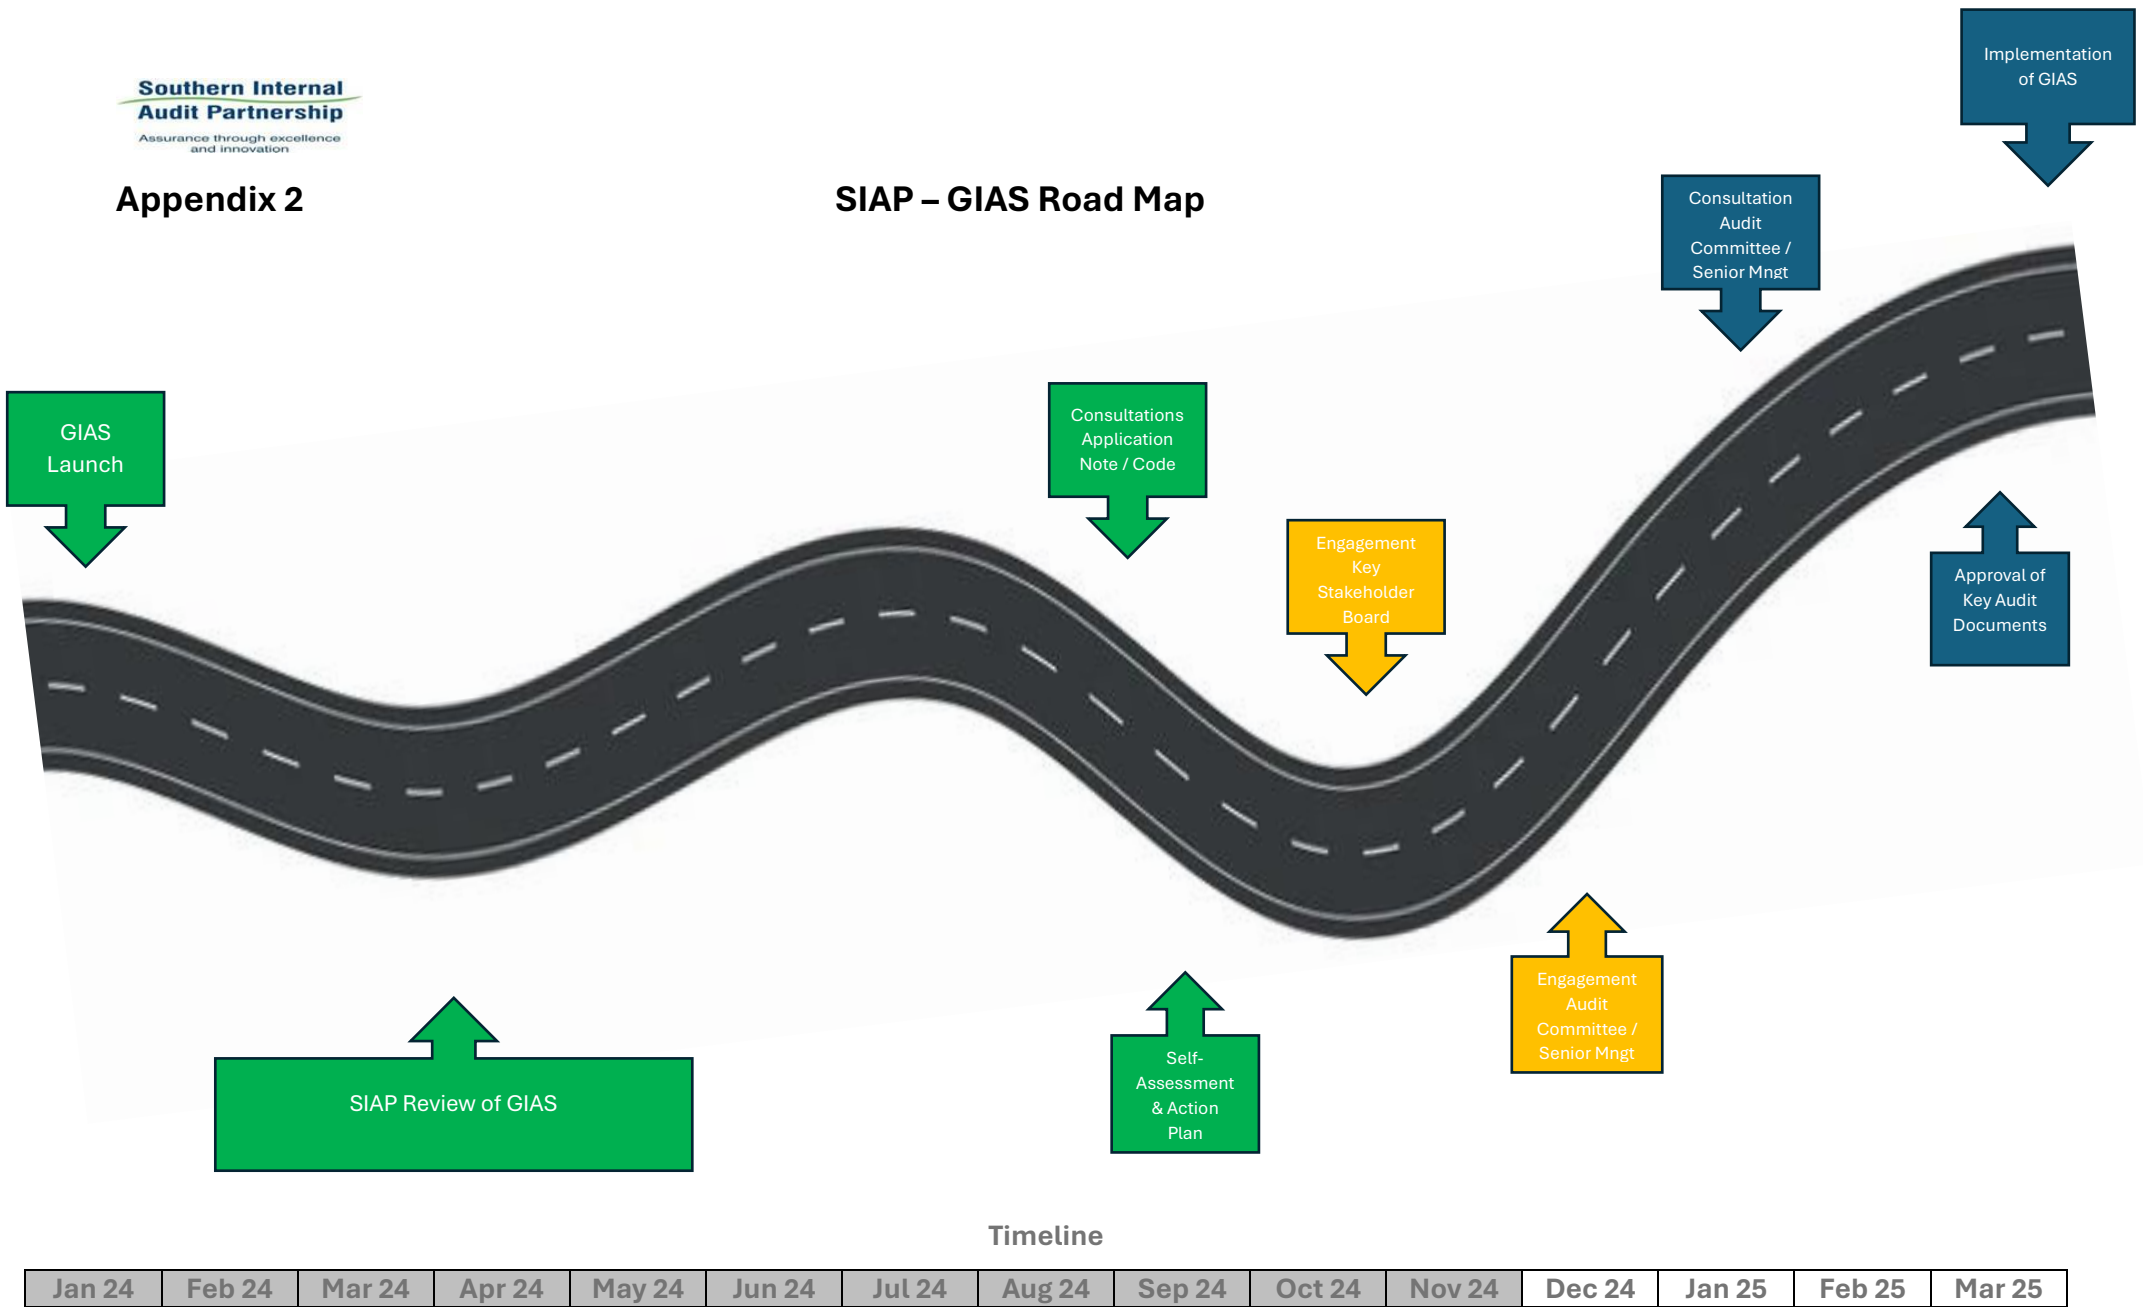 Southern Internal
Audit Partnership
Assurance through excellence
and innovation
Appendix 2
SIAP – GIAS Road Map
Implementation
of GIAS
Consultation
Audit
Committee /
Senior Mngt
GIAS
Launch
Consultations
Application
Note / Code
Engagement
Key
Stakeholder
Board
Approval of
Key Audit
Documents
SIAP Review of GIAS
Self-
Assessment
& Action
Plan
Engagement
Audit
Committee /
Senior Mngt
Timeline
Jan 24 Feb 24 Mar 24 Apr 24 May 24 Jun 24 Jul 24 Aug 24 Sep 24 Oct 24 Nov 24 Dec 24 Jan 25 Feb 25 Mar 25